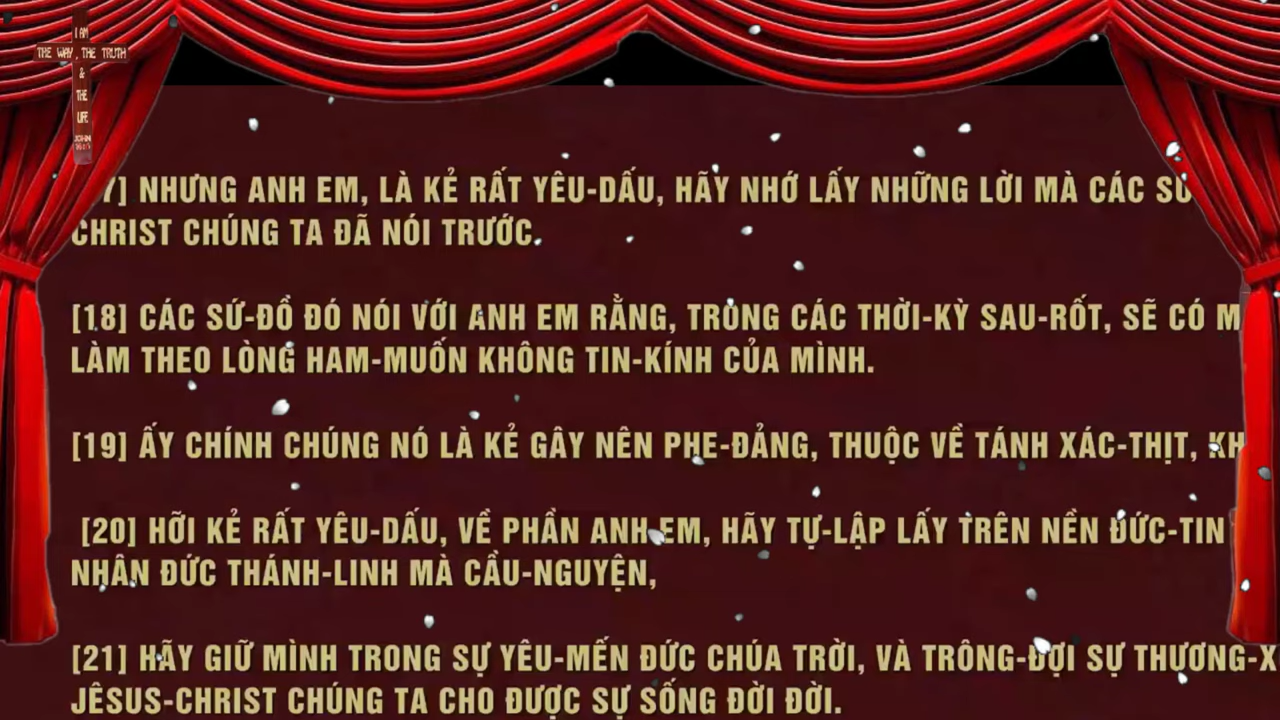 I AM
THE WAY, THE TRUTH
&
THE
LIFE
JOHN
7] NHƯNG ANH EM, LÀ KẺ RẤT YÊU-DẤU, HÃY NHỚ LẤY NHỮNG LỜI MÀ CÁC SỨ
CHRIST CHÚNG TA ĐÃ NÓI TRƯỚC.
[18] CÁC SỨ-ĐỒ ĐÓ NÓI VỚI ANH EM RẰNG, TRONG CÁC THỜI-KỲ SAU-RỐT, SẼ CÓ M
LÀM THEO LÒNG HAM-MUỐN KHÔNG TIN-KÍNH CỦA MÌNH.
[19] ẤY CHÍNH CHÚNG NÓ LÀ KẺ GÂY NÊN PHE-ĐẢNG, THUỘC VỀ TÁNH XÁC-THỊT, KH
[20] HỠI KẺ RẤT YÊU-DẤU, VỀ PHẦN ANH EM, HÃY TỰ-LẬP LẤY TRÊN NỀN ĐỨC-TIN
NHÂN ĐỨC THÁNH-LINH MÀ CẦU-NGUYỆN,
[21] HÃY GIỮ MÌNH TRONG SỰ YÊU-MẾN ĐỨC CHÚA TRỜI, VÀ TRÔNG-ĐỢI SỰ THƯƠNG-X
JÊSUS-CHRIST CHÚNG TA CHO ĐƯỢC SỰ SỐNG ĐỜI ĐỜI.